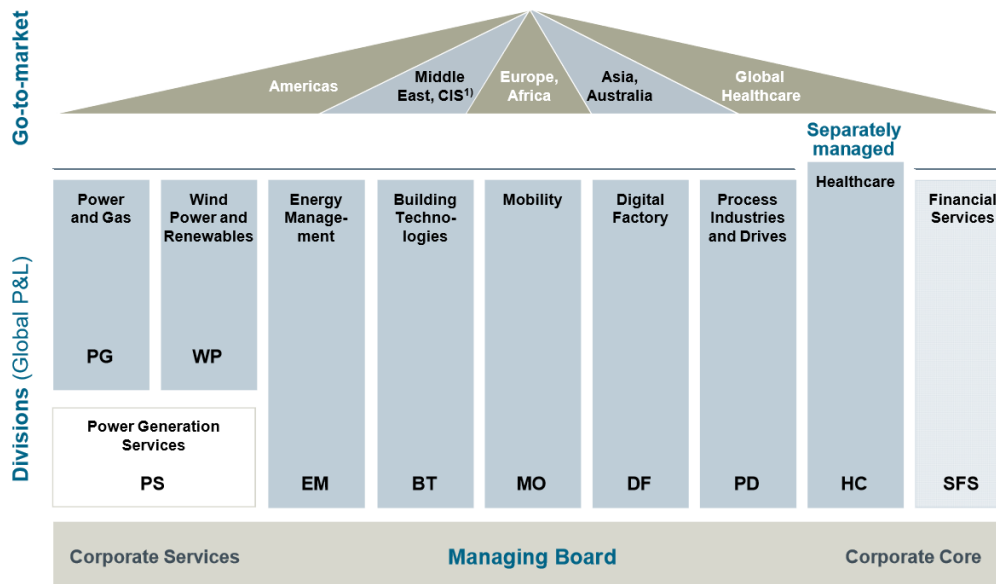 Go-to-market
Americas
Middle
East, CIS1)
Europe,
Africa
Asia,
Australia
Global
Healthcare
Separately
managed
Divisions (Global P&L)
Power
and Gas
PG
Wind
Power and
Renewables
WP
Power Generation
Services
PS
Energy
Manage-
ment
EM
Building
Techno-
logies
BT
Mobility
MO
Digital
Factory
DF
Process
Industries
and Drives
PD
Healthcare
HC
Financial
Services
SFS
Corporate Services
Managing Board
Corporate Core